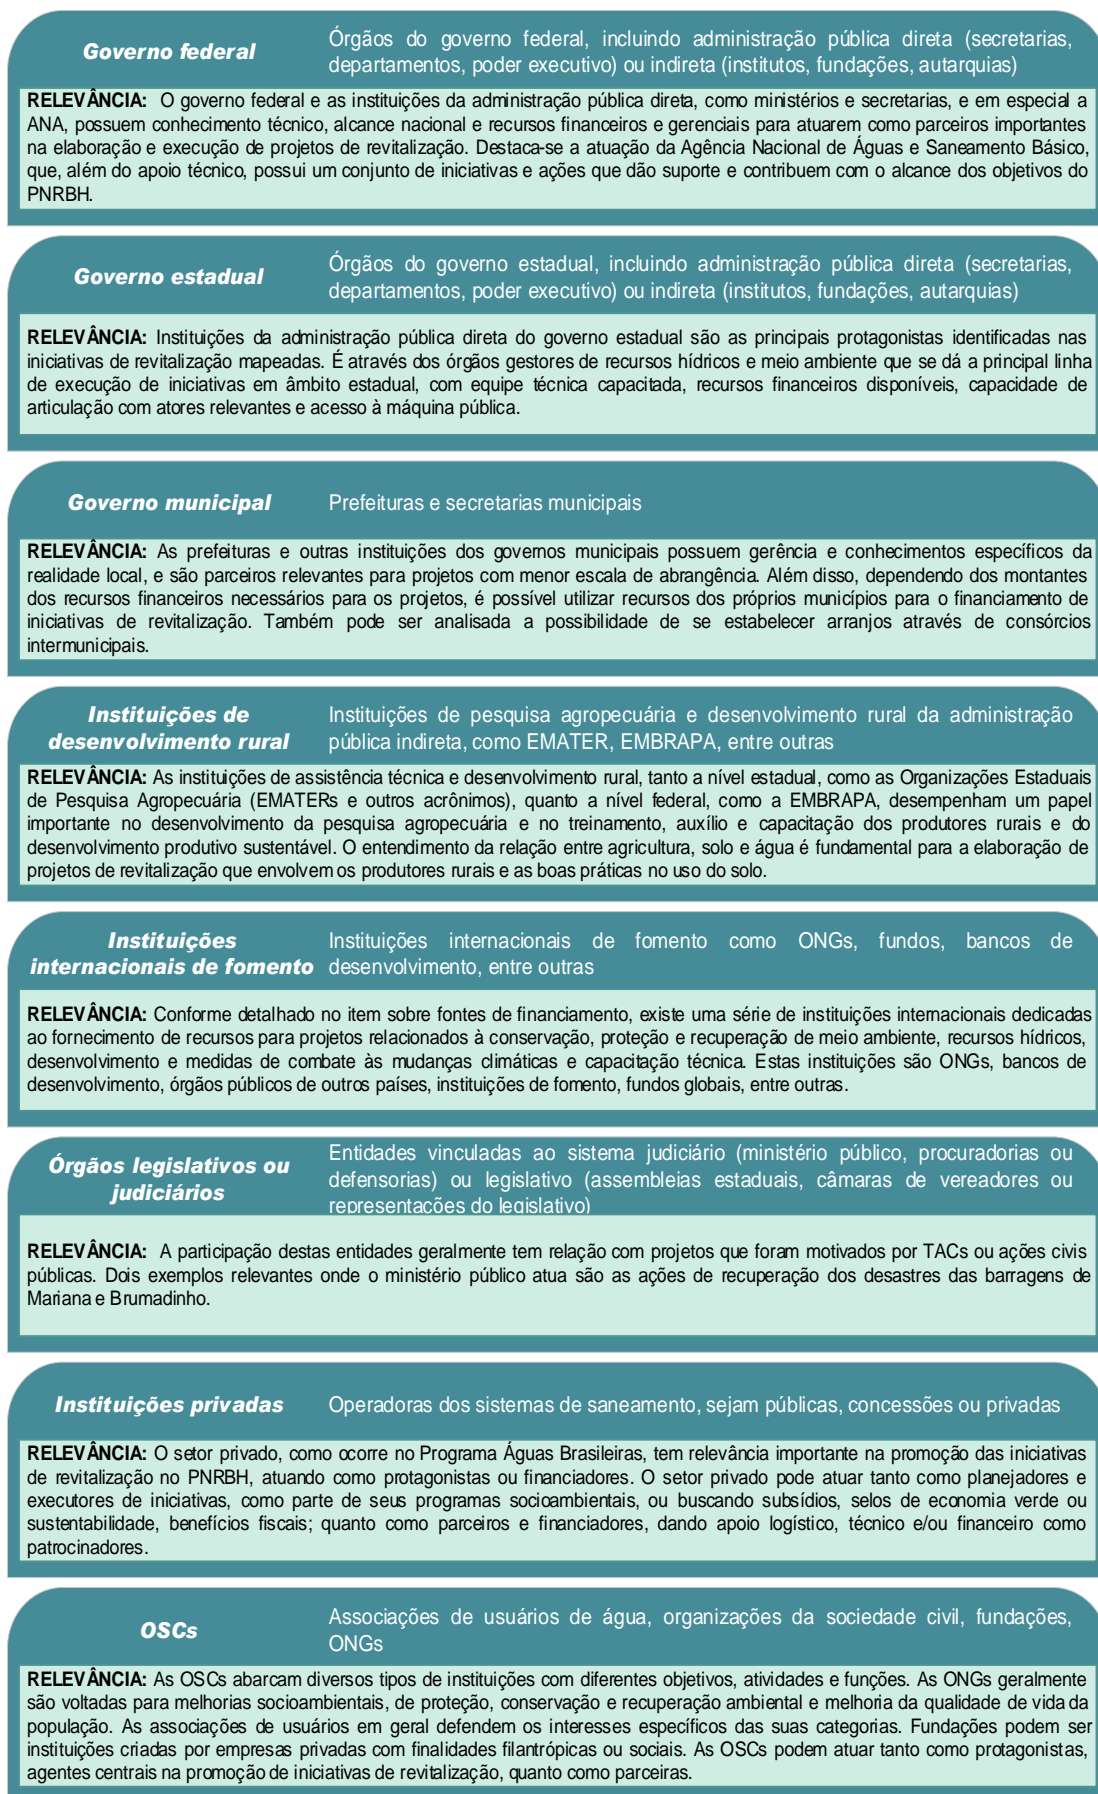 Governo federal
Órgãos do governo federal, incluindo administração pública direta (secretarias,
departamentos, poder executivo) ou indireta (institutos, fundações, autarquias)
RELEVÂNCIA: O governo federal e as instituições da administração pública direta, como ministérios e secretarias, e em especial a
ANA, possuem conhecimento técnico, alcance nacional e recursos financeiros e gerenciais para atuarem como parceiros importantes
na elaboração e execução de projetos de revitalização. Destaca-se a atuação da Agência Nacional de Águas e Saneamento Básico,
que, além do apoio técnico, possui um conjunto de iniciativas e ações que dão suporte e contribuem com o alcance dos objetivos do
PNRBH.
Governo estadual
Órgãos do governo estadual, incluindo administração pública direta (secretarias,
departamentos, poder executivo) ou indireta (institutos, fundações, autarquias)
RELEVÂNCIA: Instituições da administração pública direta do governo estadual são as principais protagonistas identificadas nas
iniciativas de revitalização mapeadas. É através dos órgãos gestores de recursos hídricos e meio ambiente que se dá a principal linha
de execução de iniciativas em âmbito estadual, com equipe técnica capacitada, recursos financeiros disponíveis, capacidade de
articulação com atores relevantes e acesso à máquina pública.
Governo municipal
Prefeituras e secretarias municipais
RELEVÂNCIA: As prefeituras e outras instituições dos governos municipais possuem gerência e conhecimentos específicos da
realidade local, e são parceiros relevantes para projetos com menor escala de abrangência. Além disso, dependendo dos montantes
dos recursos financeiros necessários para os projetos, é possível utilizar recursos dos próprios municípios para o financiamento de
iniciativas de revitalização. Também pode ser analisada a possibilidade de se estabelecer arranjos através de consórcios
intermunicipais.
Instituições de
desenvolvimento rural
Instituições de pesquisa agropecuária e desenvolvimento rural da administração
pública indireta, como EMATER, EMBRAPA, entre outras
RELEVÂNCIA: As instituições de assistência técnica e desenvolvimento rural, tanto a nível estadual, como as Organizações Estaduais
de Pesquisa Agropecuária (EMATERs e outros acrônimos), quanto a nível federal, como a EMBRAPA, desempenham um papel
importante no desenvolvimento da pesquisa agropecuária e no treinamento, auxílio e capacitação dos produtores rurais e do
desenvolvimento produtivo sustentável. O entendimento da relação entre agricultura, solo e água é fundamental para a elaboração de
projetos de revitalização que envolvem os produtores rurais e as boas práticas no uso do solo.
Instituições
internacionais de fomento
Instituições internacionais de fomento como ONGs, fundos, bancos de
desenvolvimento, entre outras
RELEVÂNCIA: Conforme detalhado no item sobre fontes de financiamento, existe uma série de instituições internacionais dedicadas
ao fornecimento de recursos para projetos relacionados à conservação, proteção e recuperação de meio ambiente, recursos hídricos,
desenvolvimento e medidas de combate às mudanças climáticas e capacitação técnica. Estas instituições são ONGs, bancos de
desenvolvimento, órgãos públicos de outros países, instituições de fomento, fundos globais, entre outras.
Órgãos legislativos ou
judiciários
Entidades vinculadas ao sistema judiciário (ministério público, procuradorias ou
defensorias) ou legislativo (assembleias estaduais, câmaras de vereadores ou
representações do legislativo)
RELEVÂNCIA: A participação destas entidades geralmente tem relação com projetos que foram motivados por TACs ou ações civis
públicas. Dois exemplos relevantes onde o ministério público atua são as ações de recuperação dos desastres das barragens de
Mariana e Brumadinho.
Instituições privadas
Operadoras dos sistemas de saneamento, sejam públicas, concessões ou privadas
RELEVÂNCIA: O setor privado, como ocorre no Programa Águas Brasileiras, tem relevância importante na promoção das iniciativas
de revitalização no PNRBH, atuando como protagonistas ou financiadores. O setor privado pode atuar tanto como planejadores e
executores de iniciativas, como parte de seus programas socioambientais, ou buscando subsídios, selos de economia verde ou
sustentabilidade, benefícios fiscais; quanto como parceiros e financiadores, dando apoio logístico, técnico e/ou financeiro como
patrocinadores.
OSCs
Associações de usuários de água, organizações da sociedade civil, fundações,
ONGs
RELEVÂNCIA: As OSCs abarcam diversos tipos de instituições com diferentes objetivos, atividades e funções. As ONGs geralmente
são voltadas para melhorias socioambientais, de proteção, conservação e recuperação ambiental e melhoria da qualidade de vida da
população. As associações de usuários em geral defendem os interesses específicos das suas categorias. Fundações podem ser
instituições criadas por empresas privadas com finalidades filantrópicas ou sociais. As OSCs podem atuar tanto como protagonistas,
agentes centrais na promoção de iniciativas de revitalização, quanto como parceiras.